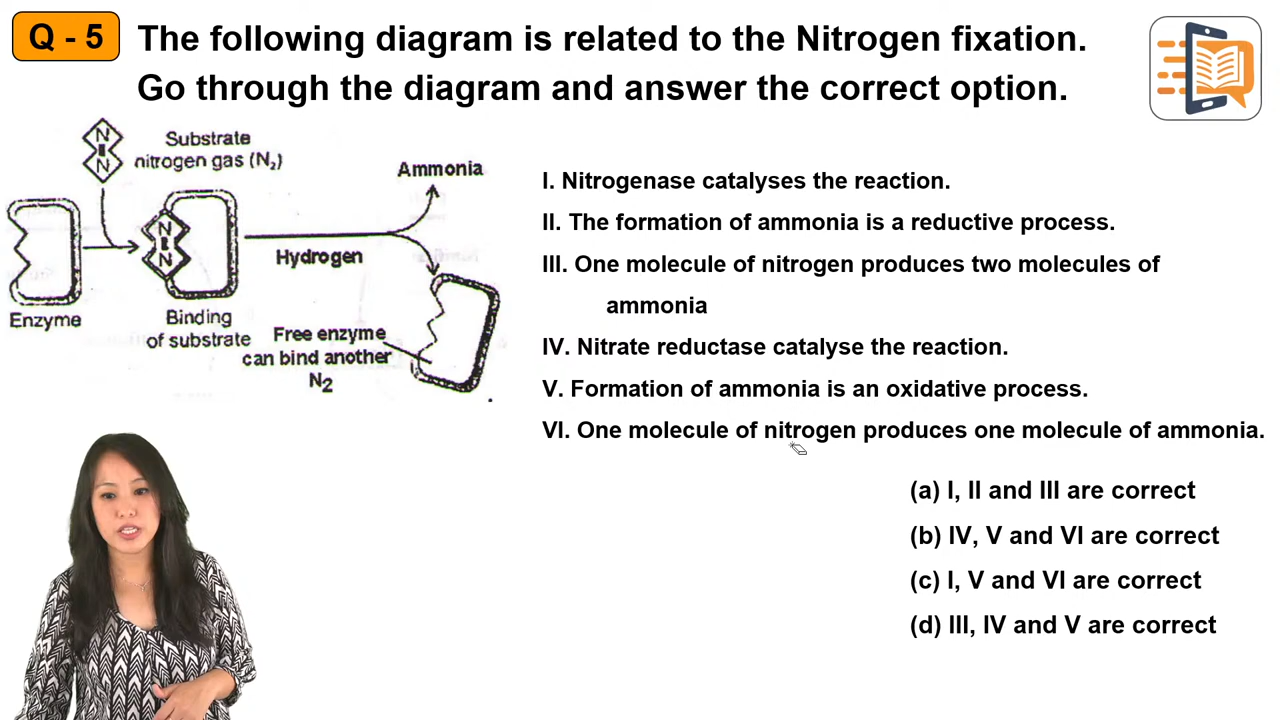 Q - 5
The following diagram is related to the Nitrogen fixation.
Go through the diagram and answer the correct option.
N
N
Substrate
nitrogen gas (N₂)
Ammonia
N
N
Hydrogen
Enzyme
Binding
of substrate
Free enzyme
can bind another
N₂
I. Nitrogenase catalyses the reaction.
II. The formation of ammonia is a reductive process.
III. One molecule of nitrogen produces two molecules of
ammonia
IV. Nitrate reductase catalyse the reaction.
V. Formation of ammonia is an oxidative process.
VI. One molecule of nitrogen produces one molecule of ammonia.
(a) I, II and III are correct
(b) IV, V and VI are correct
(c) I, V and VI are correct
(d) III, IV and V are correct